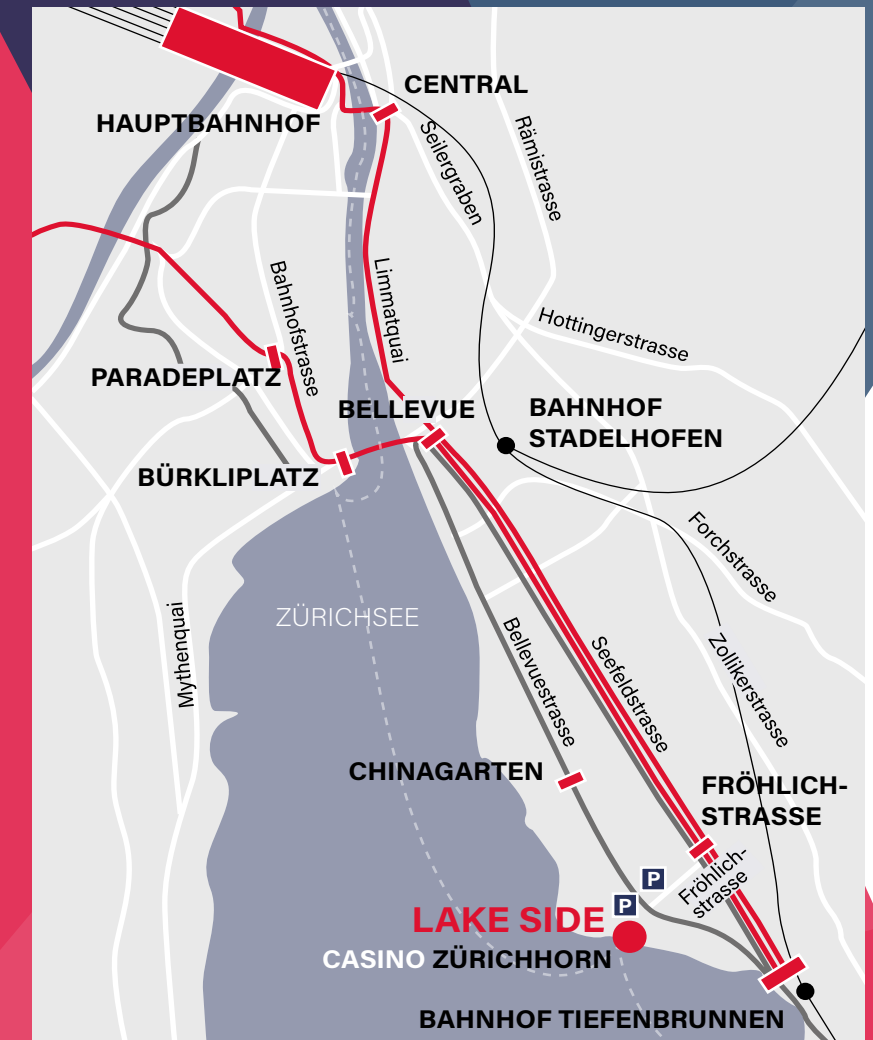 CENTRAL
HAUPTBAHNHOF
Seilergraben
Rämistrasse
Bahnhofstrasse
Limmatquai
Hottingerstrasse
PARADEPLATZ
BELLEVUE
BAHNHOF
STADELHOFEN
BÜRKLIPLATZ
Forchstrasse
ZÜRICHSEE
Mythenquai
Bellevuestrasse
Seefeldstrasse
Zollikerstrasse
CHINAGARTEN
FRÖHLICH-
STRASSE
Fröhlich-
strasse
P
P
LAKE SIDE
CASINO ZÜRICHHORN
BAHNHOF TIEFENBRUNNEN